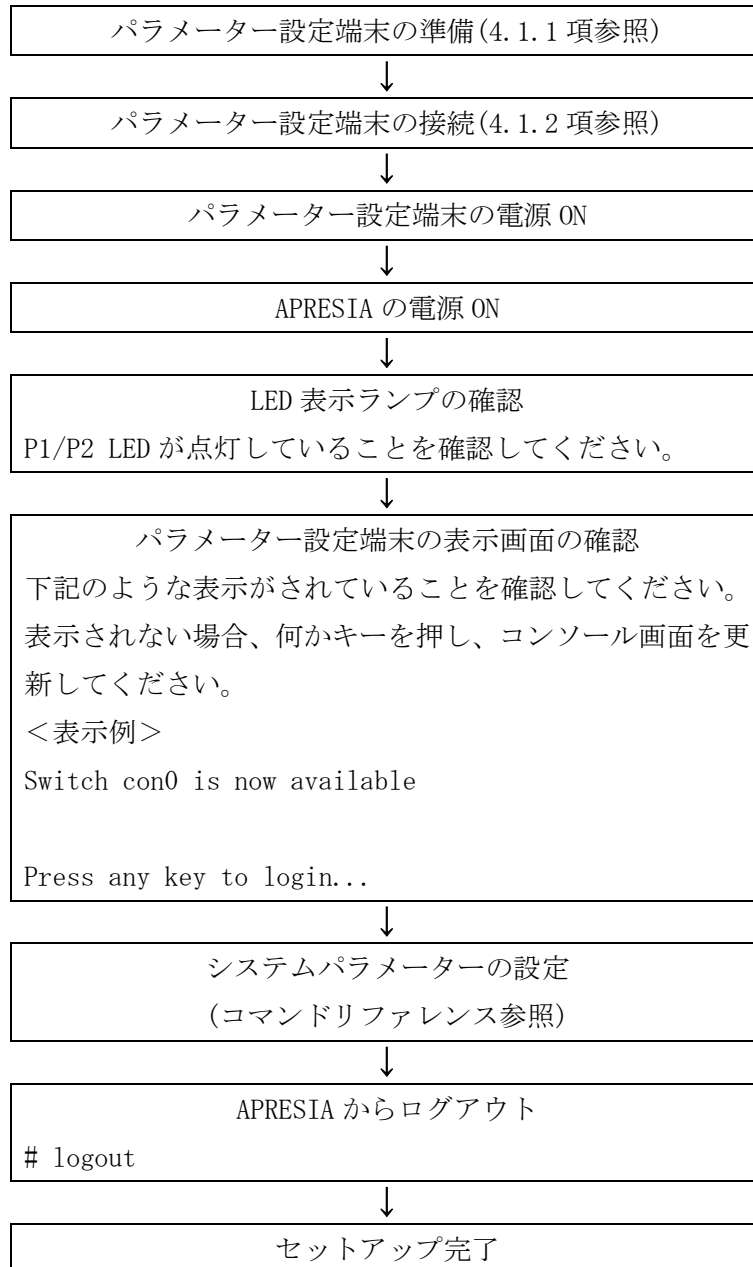 パラメーター設定端末の準備(4.1.1 項参照)
↓
パラメーター設定端末の接続(4.1.2 項参照)
↓
パラメーター設定端末の電源 ON
↓
APRESIA の電源 ON
↓
LED 表示ランプの確認
P1/P2 LED が点灯していることを確認してください。
↓
パラメーター設定端末の表示画面の確認
下記のような表示がされていることを確認してください。
表示されない場合、何かキーを押し、コンソール画面を更
新してください。
＜表示例＞
Switch con0 is now available
Press any key to login...
↓
システムパラメーターの設定
(コマンドリファレンス参照)
↓
APRESIA からログアウト
# logout
↓
セットアップ完了